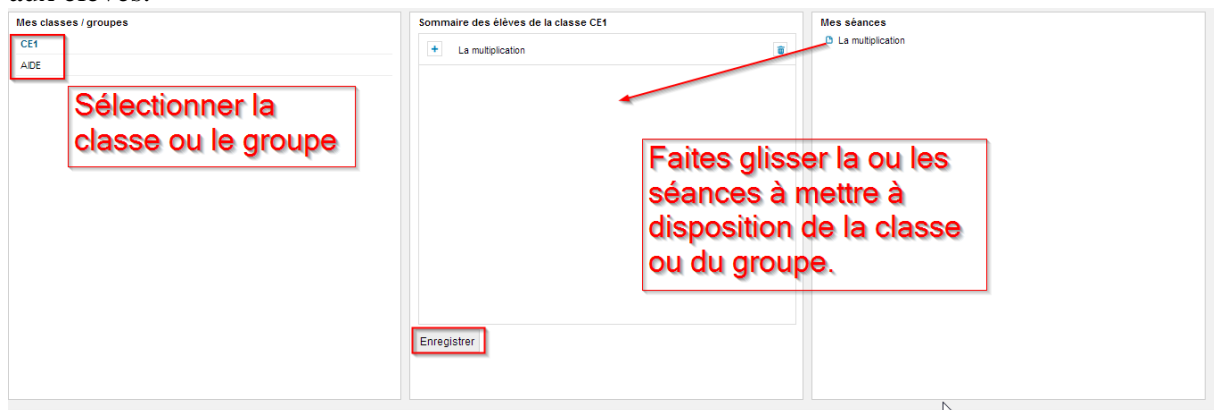 aux élèves.
Mes classes / groupes
CE1
AIDE
Sélectionner la
classe ou le groupe
Sommaire des élèves de la classe CE1
+ La multiplication
Faites glisser la ou les
séances à mettre à
disposition de la classe
ou du groupe.
Enregistrer
Mes séances
La multiplication